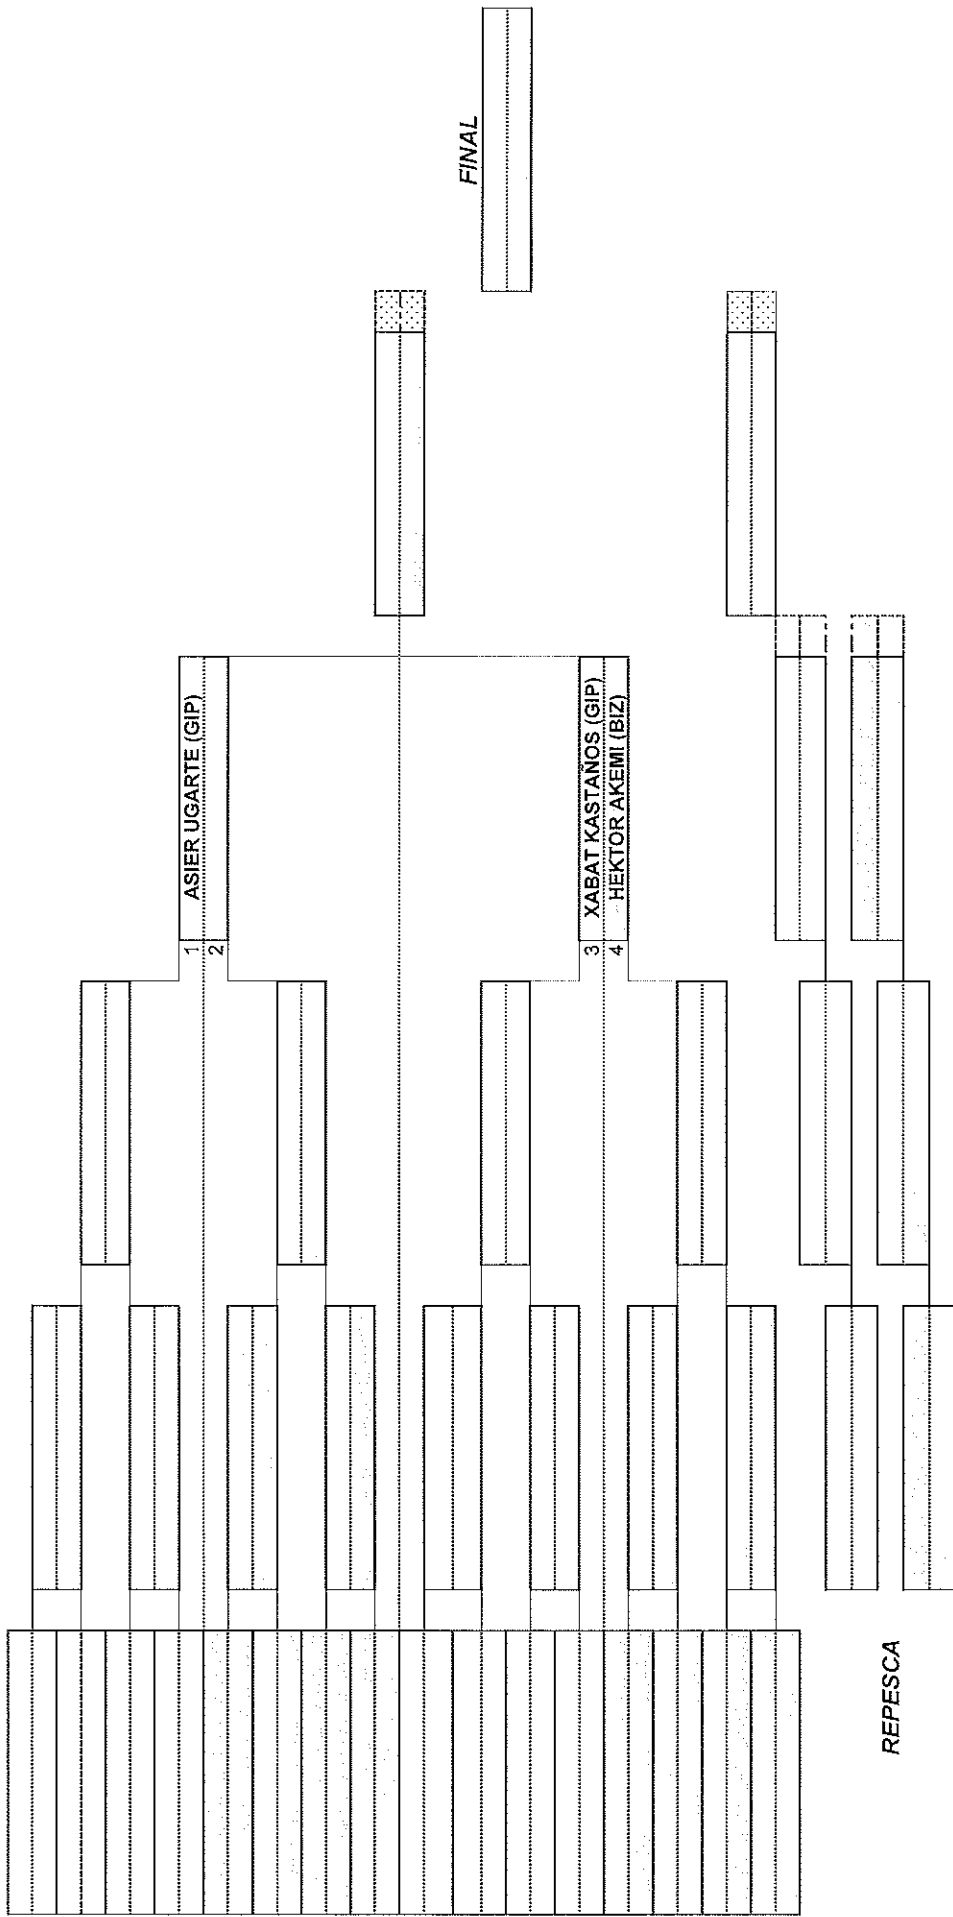 FINAL
1 ASIER UGARTE (GIP)
2
3 XABAT KASTAÑOS (GIP)
4 HEKTOR AKEMI (BIZ)
REPESCA